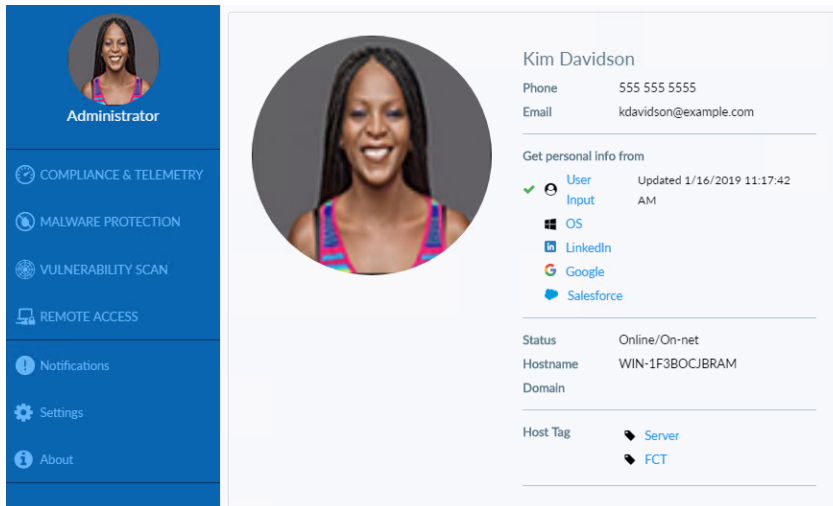 Administrator
COMPLIANCE & TELEMETRY
MALWARE PROTECTION
VULNERABILITY SCAN
REMOTE ACCESS
Notifications
Settings
About
Kim Davidson
Phone 555 555 5555
Email kdavidson@example.com
Get personal info from
User Updated 1/16/2019 11:17:42
Input AM
OS
LinkedIn
Google
Salesforce
Status Online/On-net
Hostname WIN-1F3BOCJBRAM
Domain
Host Tag Server
FCT